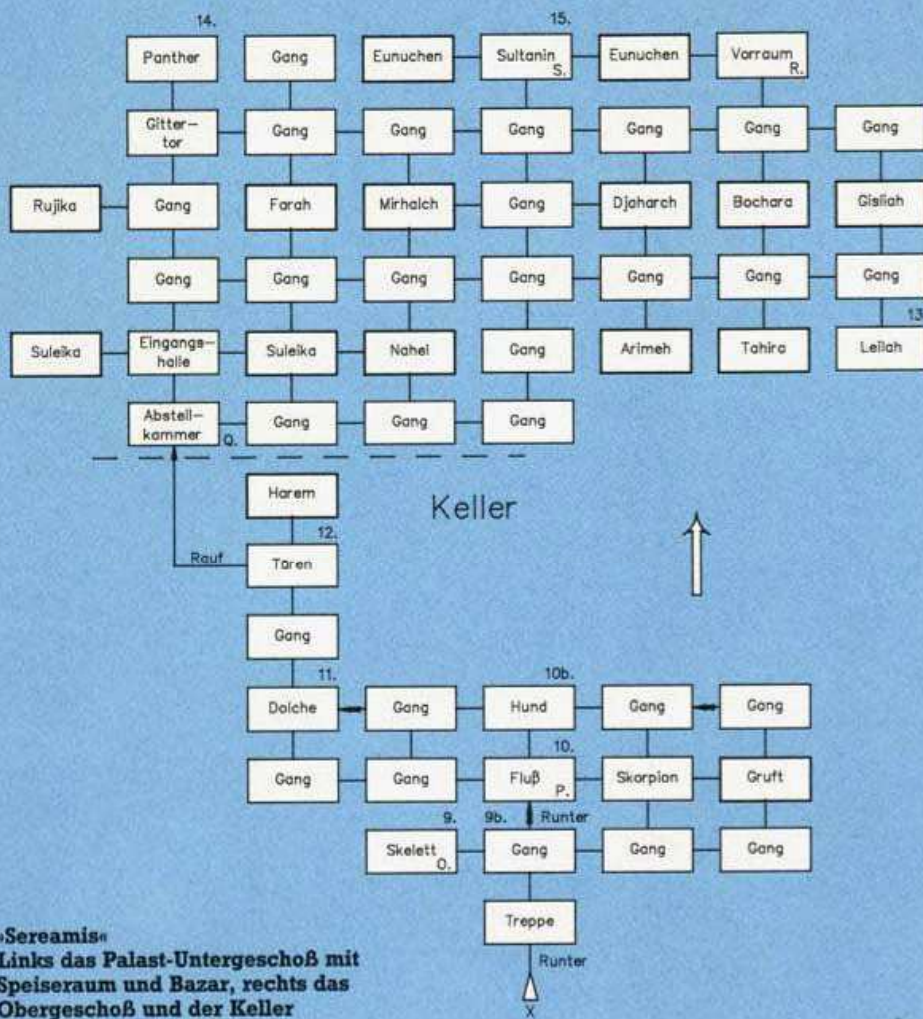 14.
15.
Panther
Gang
Eunuchen
Sultanin
S.
Eunuchen
Vorraum
R.
Gitter-
tor
Gang
Gang
Gang
Gang
Gang
Gang
Rujika
Gang
Farah
Mirhalch
Gang
Djaharch
Bochara
Gisliah
Gang
Gang
Gang
Gang
Gang
Gang
Gang
13.
Suleika
Eingangs-
halle
Suleika
Nahel
Gang
Arimeh
Tahira
Leilah
Abstell-
kammer
Q.
Gang
Gang
Gang
Harem
Keller
12.
Rauf
Toren
Gang
11.
10b.
Dolche
Gang
Hund
Gang
Gang
10.
Gang
Gang
Fluß
P.
Skorpion
Gruft
9.
9b.
Runter
Skelett
O.
Gang
Gang
Gang
Treppe
Runter
X
»Sereamis«
Links das Palast-Untergeschoß mit
Speiseraum und Bazar, rechts das
Obergeschoß und der Keller